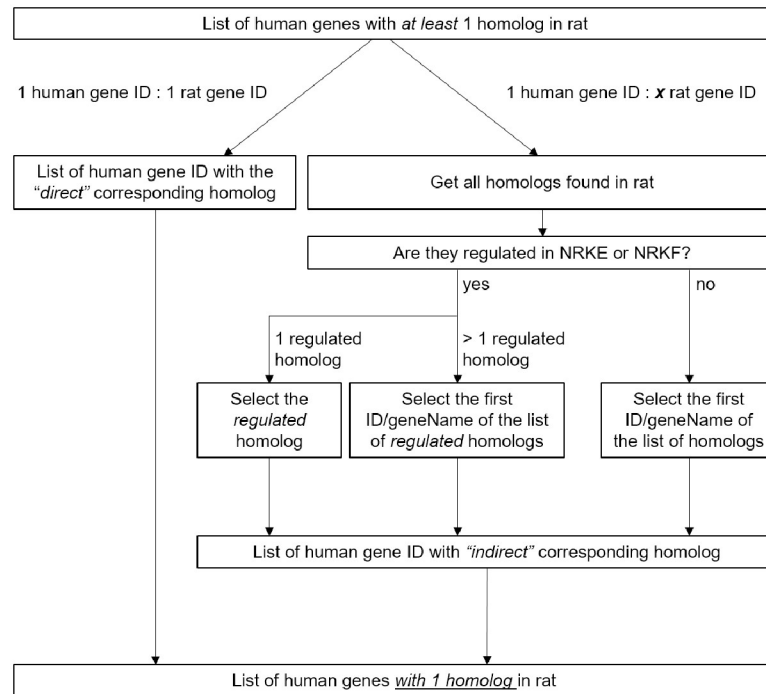 List of human genes with at least 1 homolog in rat
1 human gene ID : 1 rat gene ID
1 human gene ID : x rat gene ID
List of human gene ID with the
“direct” corresponding homolog
Get all homologs found in rat
Are they regulated in NRKE or NRKF?
yes
no
1 regulated
homolog
> 1 regulated
homolog
Select the
regulated
homolog
Select the first
ID/geneName of the list
of regulated homologs
Select the first
ID/geneName of
the list of homologs
List of human gene ID with “indirect” corresponding homolog
List of human genes with 1 homolog in rat